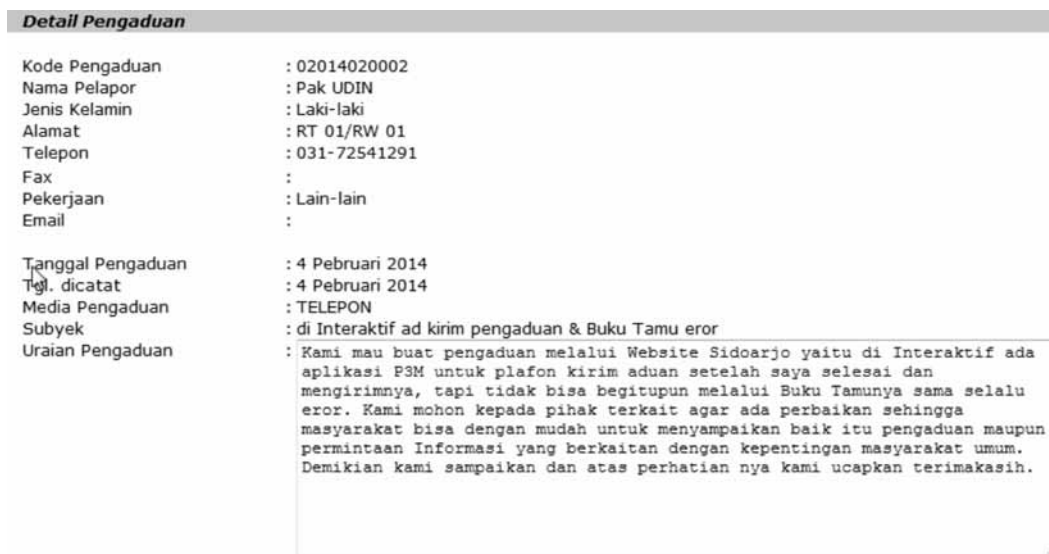 Detail Pengaduan
Kode Pengaduan : 02014020002
Nama Pelapor : Pak UDIN
Jenis Kelamin : Laki-laki
Alamat : RT 01/RW 01
Telepon : 031-72541291
Fax :
Pekerjaan : Lain-lain
Email :
Tanggal Pengaduan : 4 Pebruari 2014
Tgl. dicatat : 4 Pebruari 2014
Media Pengaduan : TELEPON
Subyek : di Interaktif ad kirim pengaduan & Buku Tamu eror
Uraian Pengaduan : Kami mau buat pengaduan melalui Website Sidoarjo yaitu di Interaktif ada
aplikasi P3M untuk plafon kirim aduan setelah saya selesai dan
mengirimnya, tapi tidak bisa begitupun melalui Buku Tamunya sama selalu
eror. Kami mohon kepada pihak terkait agar ada perbaikan sehingga
masyarakat bisa dengan mudah untuk menyampaikan baik itu pengaduan maupun
permintaan Informasi yang berkaitan dengan kepentingan masyarakat umum.
Demikian kami sampaikan dan atas perhatian nya kami ucapkan terimakasih.